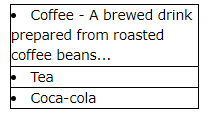 • Coffee - A brewed drink
prepared from roasted
coffee beans...
• Tea
• Coca-cola